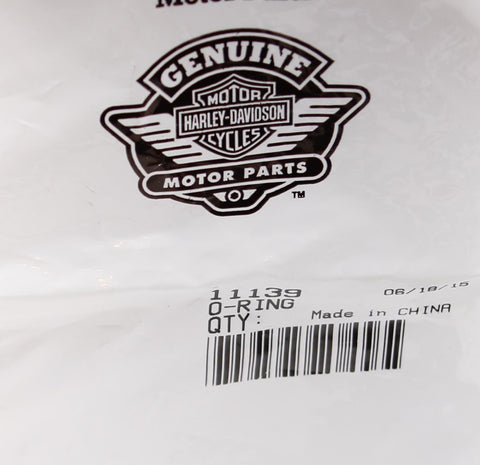 GENUINE
MOTOR
HARLEY-DAVIDSON
CYCLES
MOTOR PARTS
TM
11139 06/18/15
O-RING
QTY: Made in CHINA